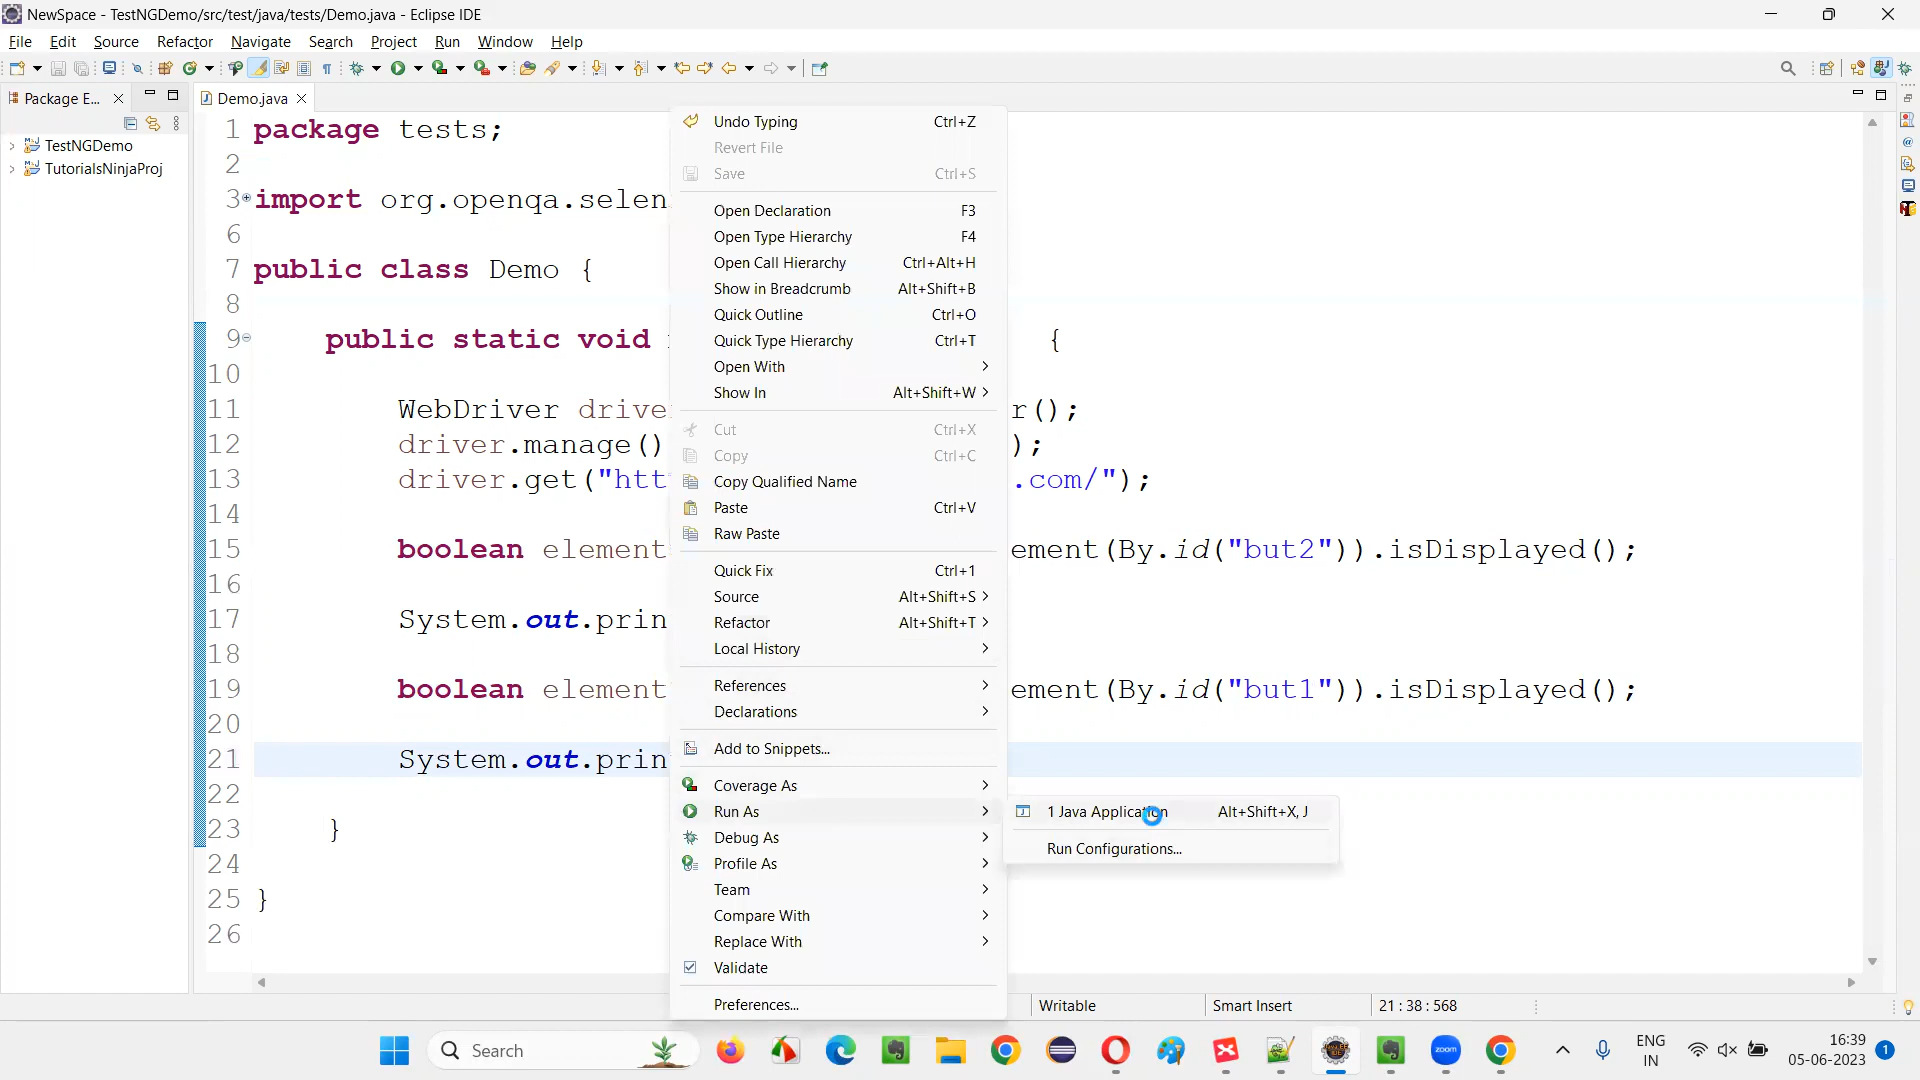 NewSpace - TestNGDemo/src/test/java/tests/Demo.java - Eclipse IDE
File Edit Source Refactor Navigate Search Project Run Window Help
Package E...
TestNGDemo
TutorialsNinjaProj
Demo.java
1 package tests;
2
3 import org.openqa.selen
6
7 public class Demo {
8
9 public static void {
10
11 WebDriver drive r();
12 driver.manage() );
13 driver.get("htt .com/");
14
15 boolean element ement(By.id("but2")).isDisplayed();
16
17 System.out.prin
18
19 boolean element ement(By.id("but1")).isDisplayed();
20
21 System.out.prin
22
23 }
24
25 }
26
Undo Typing Ctrl+Z
Revert File
Save Ctrl+S
Open Declaration F3
Open Type Hierarchy F4
Open Call Hierarchy Ctrl+Alt+H
Show in Breadcrumb Alt+Shift+B
Quick Outline Ctrl+O
Quick Type Hierarchy Ctrl+T
Open With
Show In Alt+Shift+W
Cut Ctrl+X
Copy Ctrl+C
Copy Qualified Name
Paste Ctrl+V
Raw Paste
Quick Fix Ctrl+1
Source Alt+Shift+S
Refactor Alt+Shift+T
Local History
References
Declarations
Add to Snippets...
Coverage As
Run As
Debug As
Profile As
Team
Compare With
Replace With
Validate
Preferences...
1 Java Application Alt+Shift+X, J
Run Configurations...
Writable Smart Insert 21 : 38 : 568
Search
zoom
ENG
IN
16:39
05-06-2023
1